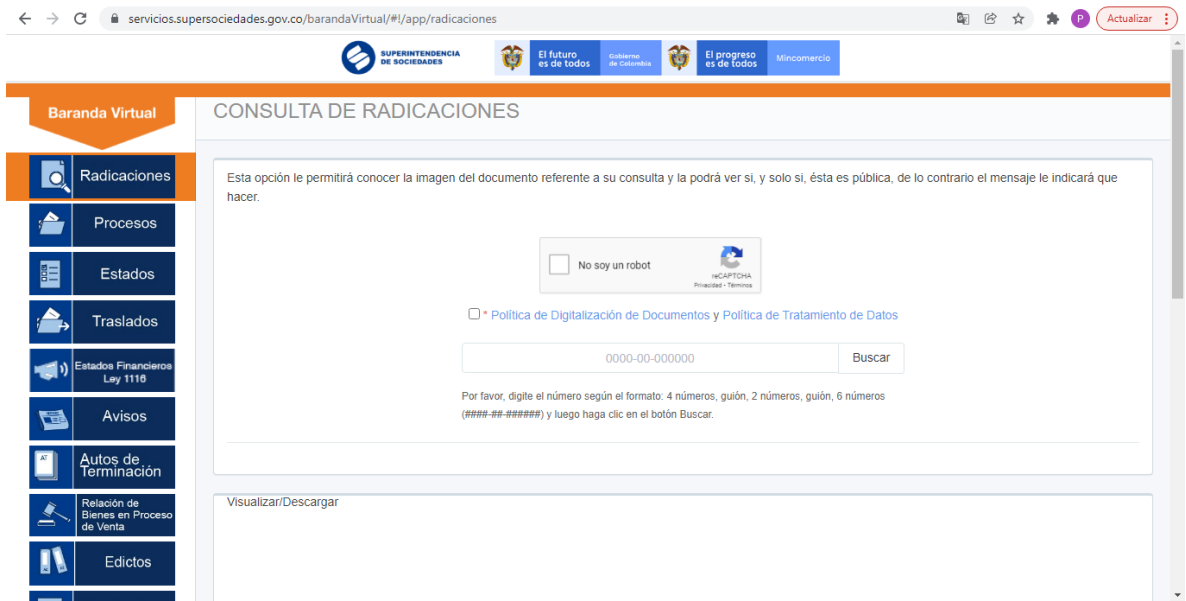 servicios.supersociedades.gov.co/barandaVirtual/#!/app/radicaciones
P
Actualizar
SUPERINTENDENCIA
DE SOCIEDADES
El futuro
es de todos
Gobierno
de Colombia
El progreso
es de todos
Mincomercio
Baranda Virtual
CONSULTA DE RADICACIONES
Radicaciones
Procesos
Estados
Traslados
Estados Financieros
Ley 1116
Avisos
AT
Autos de
Terminación
Relación de
Bienes en Proceso
de Venta
Edictos
Esta opción le permitirá conocer la imagen del documento referente a su consulta y la podrá ver si, y solo si, ésta es pública, de lo contrario el mensaje le indicará que
hacer.
No soy un robot
reCAPTCHA
Privacidad - Términos
* Política de Digitalización de Documentos y Política de Tratamiento de Datos
0000-00-000000
Buscar
Por favor, digite el número según el formato: 4 números, guión, 2 números, guión, 6 números
(####-##-######) y luego haga clic en el botón Buscar.
Visualizar/Descargar